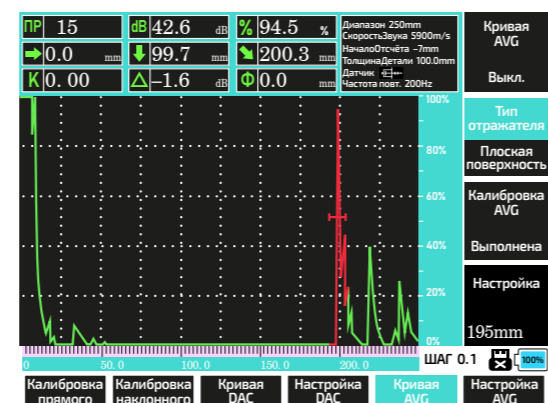 ПР 15 dB 42.6 dB % 94.5 %
0.0 mm 99.7 mm 200.3 mm
K 0.00 Δ -1.6 dB Ф 0.0 mm
Диапазон 250mm
СкоростьЗвука 5900m/s
НачалоОтсчёта -7mm
ТолщинаДетали 100.0mm
Датчик
Частота повт. 200Hz
Кривая
AVG
Выкл.
Тип
отражателя
Плоская
поверхность
Калибровка
AVG
Выполнена
Настройка
195mm
100%
80%
60%
40%
20%
0%
0 50.0 100.0 150.0 200.0
ШАГ 0.1 100%
Калибровка прямого
Калибровка наклонного
Кривая DAC
Настройка DAC
Кривая AVG
Настройка AVG